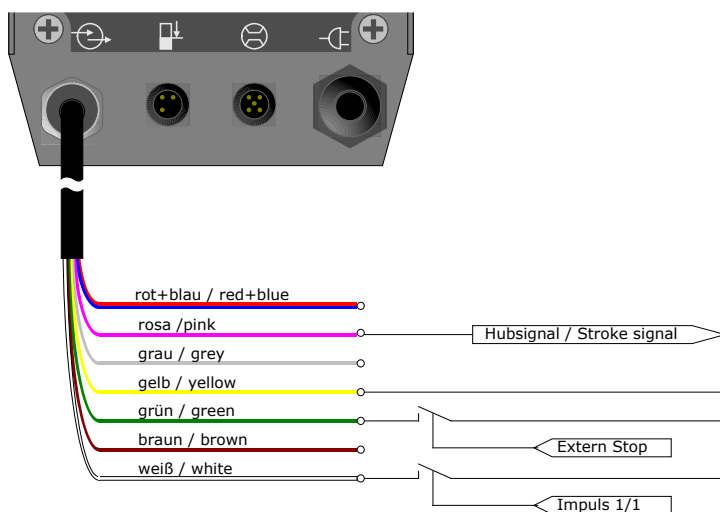 rot+blau / red+blue
rosa /pink
Hubsignal / Stroke signal
grau / grey
gelb / yellow
grün / green
Extern Stop
braun / brown
weiß / white
Impuls 1/1